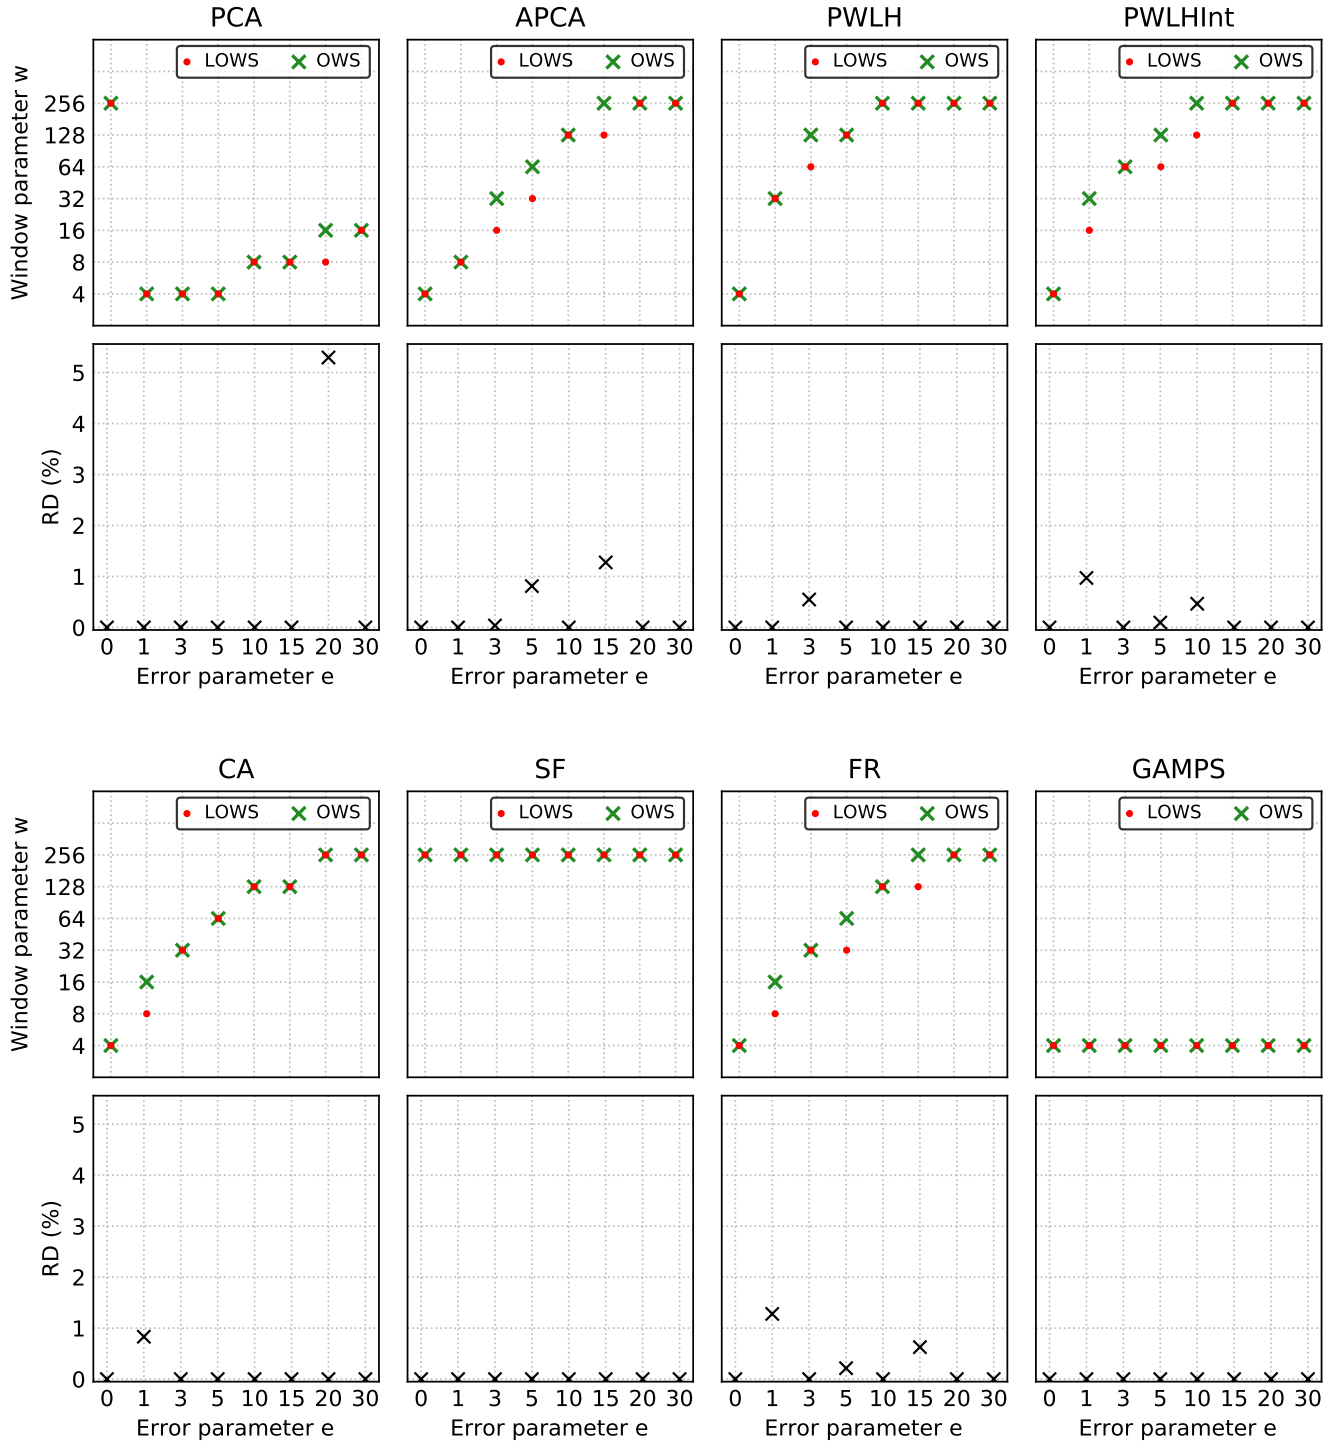 PCA APCA PWLH PWLHInt
LOWS OWS LOWS OWS LOWS OWS LOWS OWS
Window parameter w
256
128
64
32
16
8
4
RD (%)
5
4
3
2
1
0
0 1 3 5 10 15 20 30 0 1 3 5 10 15 20 30 0 1 3 5 10 15 20 30 0 1 3 5 10 15 20 30
Error parameter e Error parameter e Error parameter e Error parameter e
CA SF FR GAMPS
LOWS OWS LOWS OWS LOWS OWS LOWS OWS
Window parameter w
256
128
64
32
16
8
4
RD (%)
5
4
3
2
1
0
0 1 3 5 10 15 20 30 0 1 3 5 10 15 20 30 0 1 3 5 10 15 20 30 0 1 3 5 10 15 20 30
Error parameter e Error parameter e Error parameter e Error parameter e